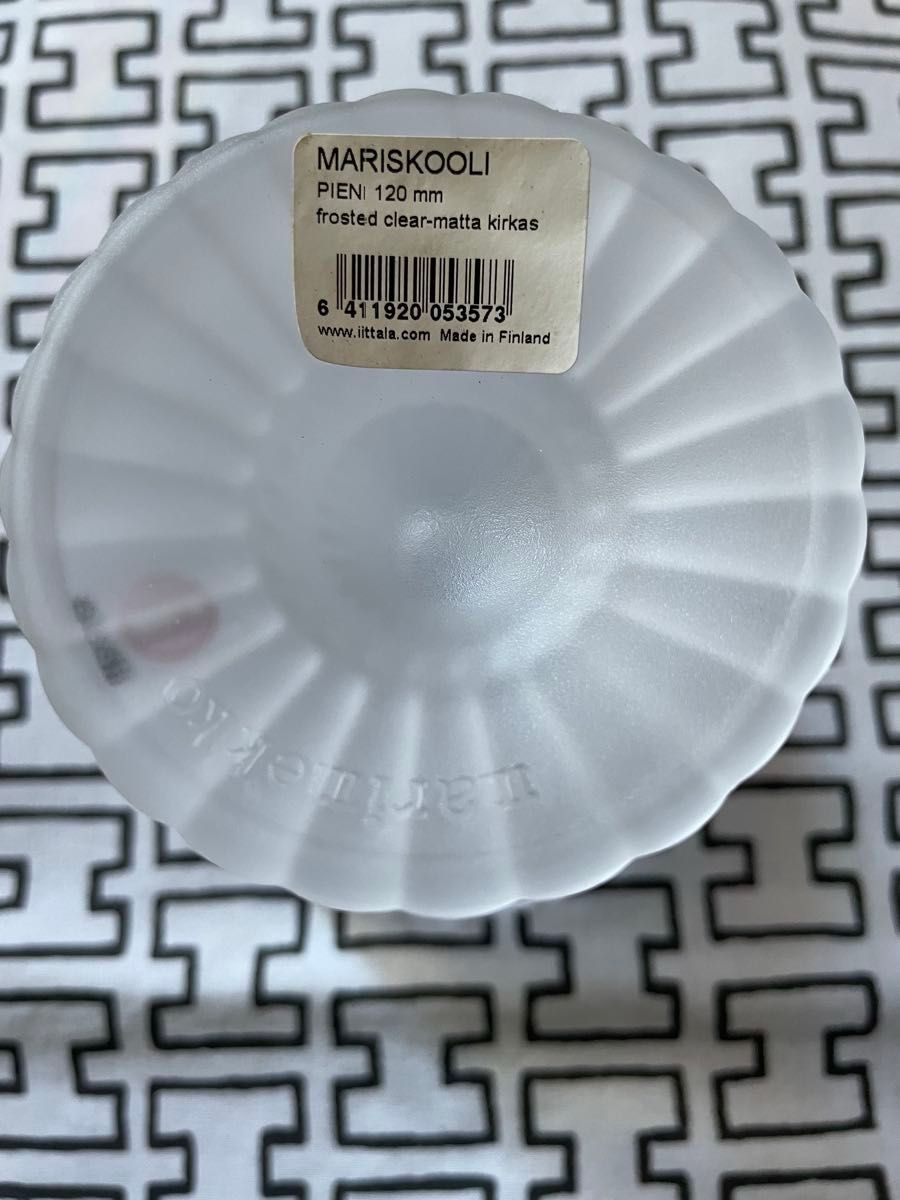 MARISKOOLI
PIENI 120 mm
frosted clear-matta kirkas
6 411920 053573
www.iittala.com Made in Finland
marimekko